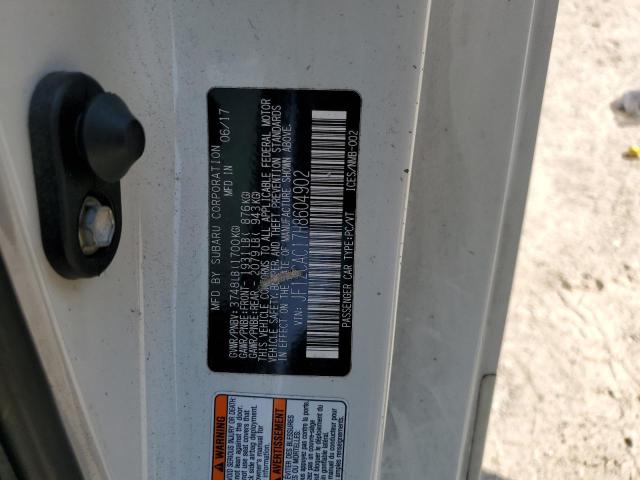 MFD BY: SUBARU CORPORATION
MFD IN: 06/17
GVWR/PNBV: 3748LB( 1700KG)
GAWR/PNBE:FRONT- 1931LB( 876KG)
GAWR/PNBE:REAR- 2079LB( 943KG)
THIS VEHICLE CONFORMS TO ALL APPLICABLE FEDERAL MOTOR
VEHICLE SAFETY, BUMPER, AND THEFT PREVENTION STANDARDS
IN EFFECT ON THE DATE OF MANUFACTURE SHOWN ABOVE.
VIN: JF1ZCAC17H8604902
PASSENGER CAR TYPE:PC/VT ICES/NMB-002
WARNING
AVERTISSEMENT